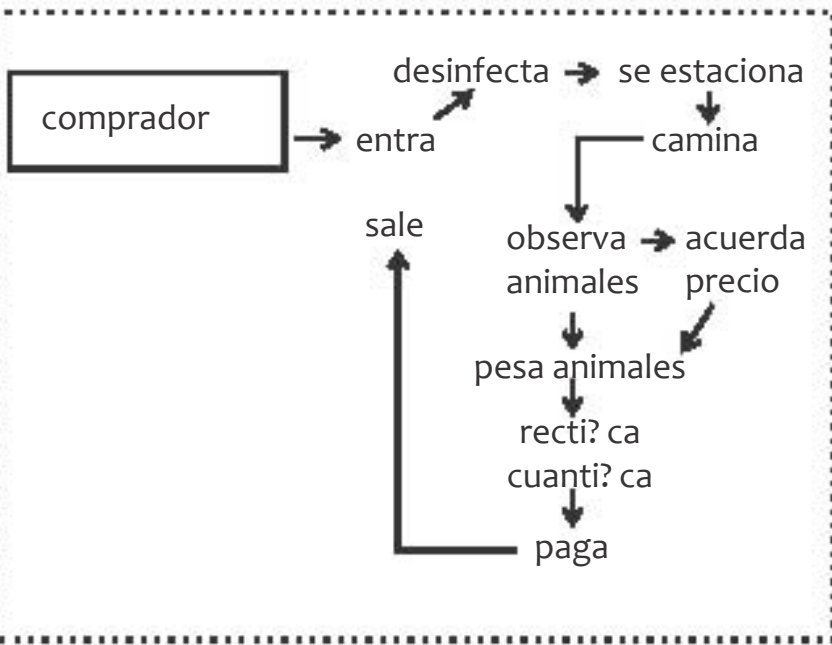 comprador
entra
desinfecta
se estaciona
camina
observa
animales
acuerda
precio
pesa animales
recti? ca
cuanti? ca
paga
sale